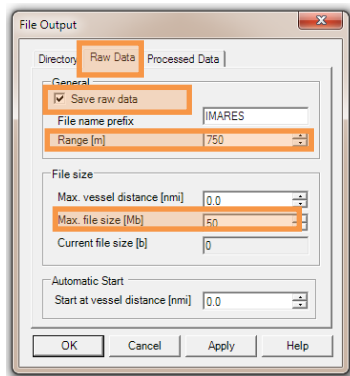 File Output
Directory Raw Data Processed Data
General
Save raw data
File name prefix IMARES
Range [m] 750
File size
Max. vessel distance [nmi] 0.0
Max. file size [Mb] 50
Current file size [b] 0
Automatic Start
Start at vessel distance [nmi] 0.0
OK Cancel Apply Help